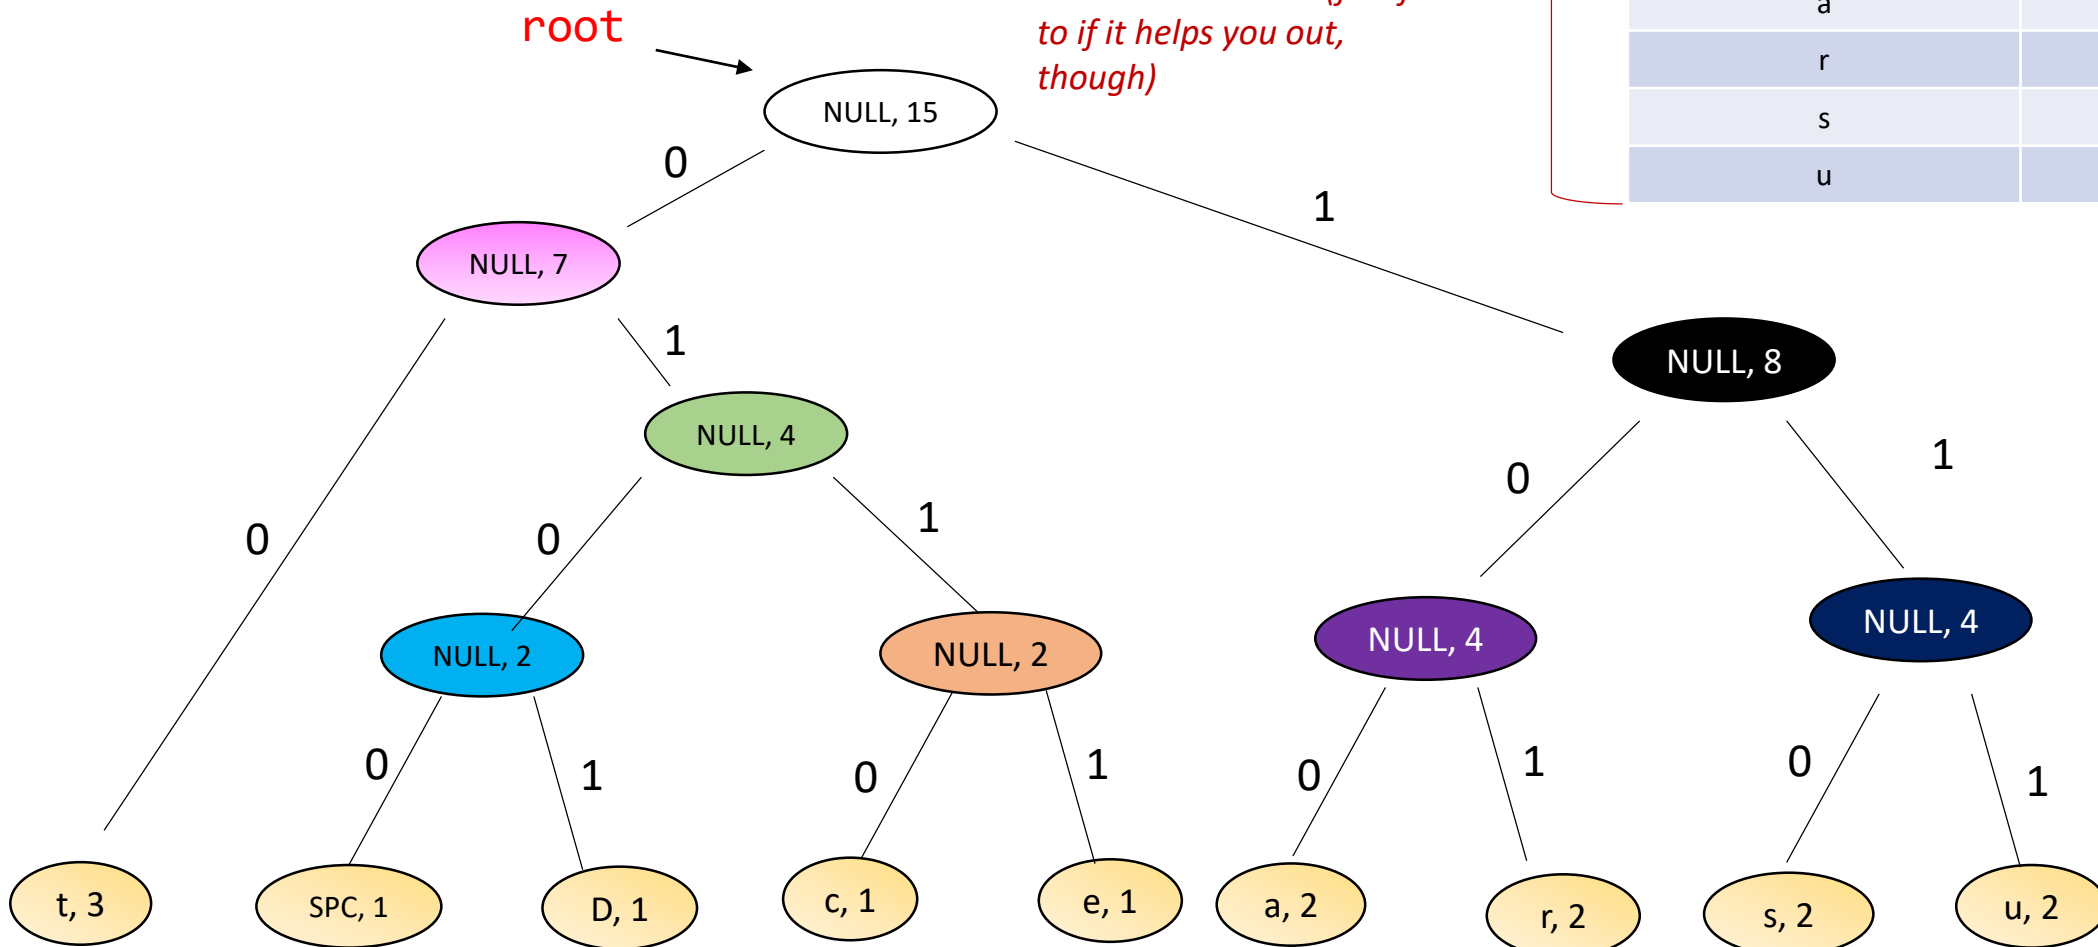 root
to if it helps you out,
though)
a
r
s
u
NULL, 15
0
1
NULL, 7
1
NULL, 8
NULL, 4
0
1
0
0
1
NULL, 2
NULL, 2
NULL, 4
NULL, 4
0
1
0
1
0
1
0
1
t, 3
SPC, 1
D, 1
c, 1
e, 1
a, 2
r, 2
s, 2
u, 2